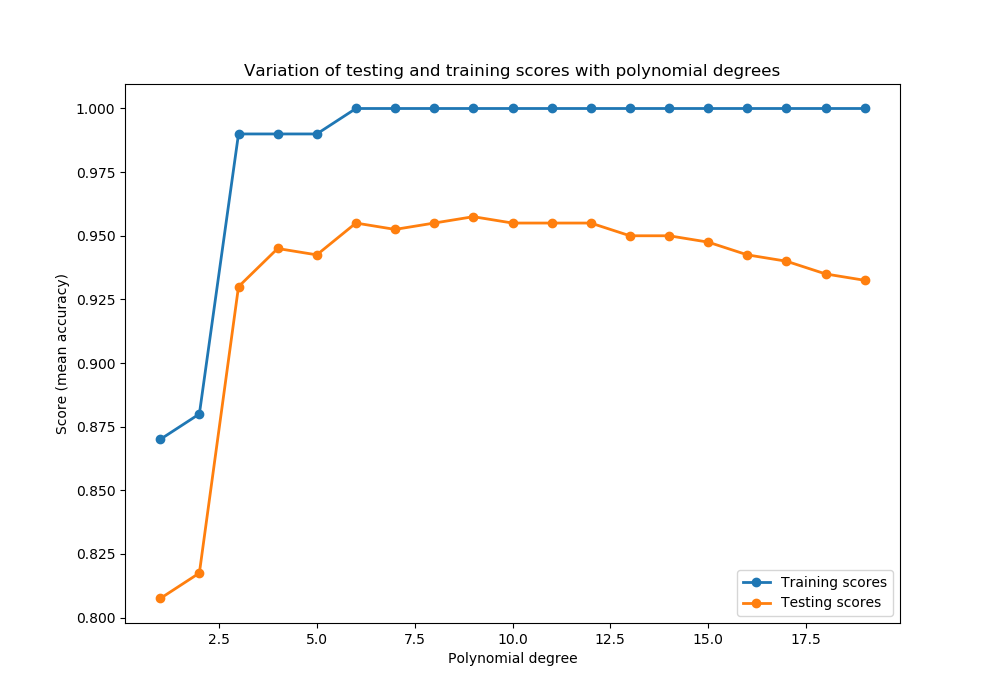 Variation of testing and training scores with polynomial degrees
Score (mean accuracy)
1.000
0.975
0.950
0.925
0.900
0.875
0.850
0.825
0.800
2.5 5.0 7.5 10.0 12.5 15.0 17.5
Polynomial degree
Training scores
Testing scores